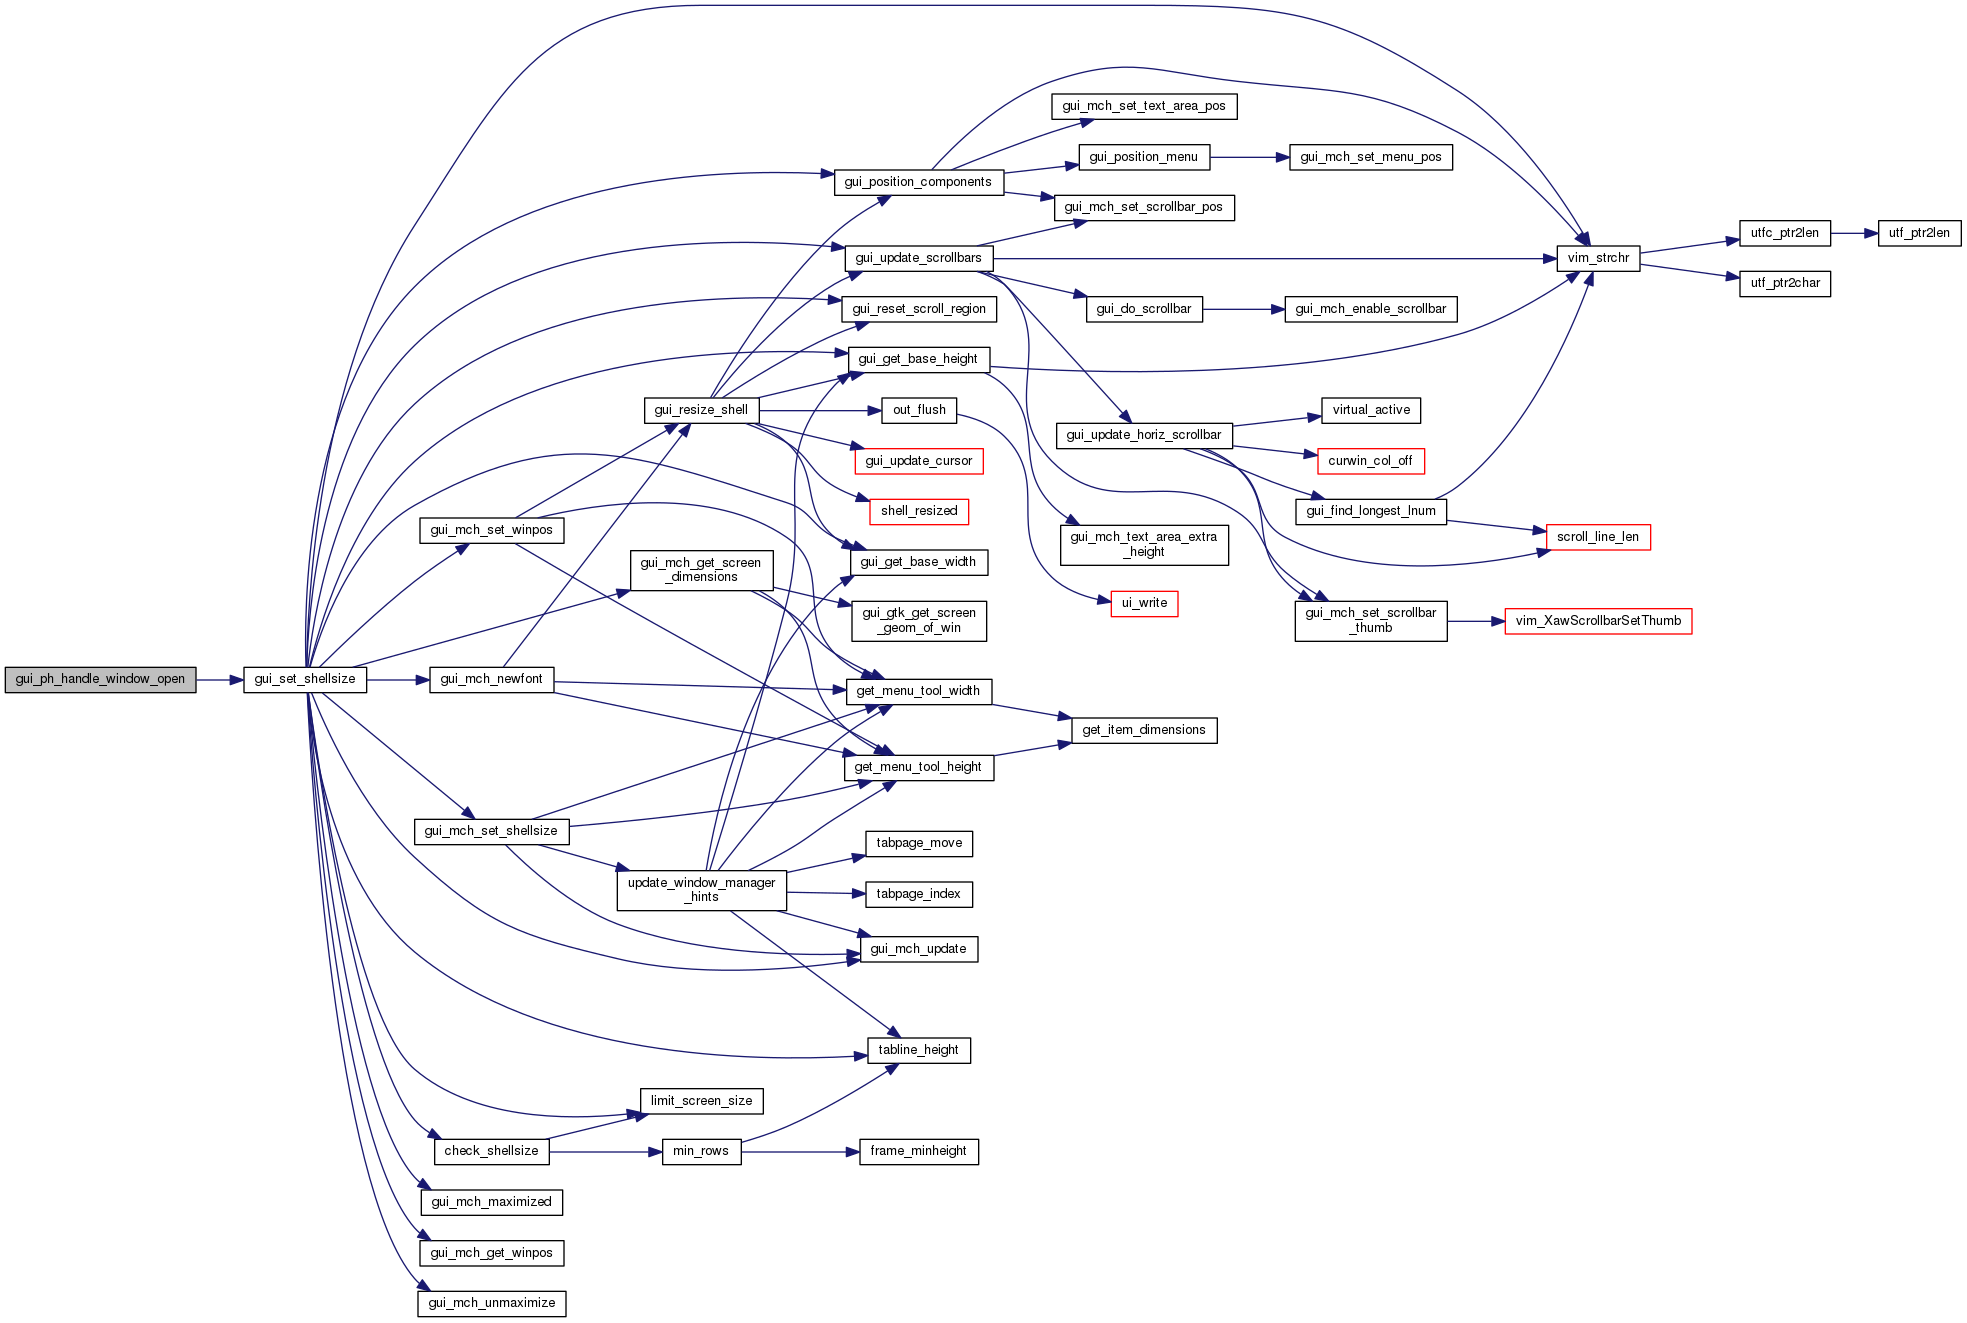 gui_ph_handle_window_open
gui_set_shellsize
gui_mch_set_winpos
gui_mch_newfont
gui_mch_set_shellsize
check_shellsize
gui_mch_maximized
gui_mch_get_winpos
gui_mch_unmaximize
gui_resize_shell
gui_mch_get_screen
_dimensions
update_window_manager
_hints
limit_screen_size
min_rows
gui_position_components
gui_update_scrollbars
gui_reset_scroll_region
gui_get_base_height
out_flush
gui_update_cursor
shell_resized
gui_get_base_width
gui_gtk_get_screen
_geom_of_win
get_menu_tool_width
get_menu_tool_height
tabpage_move
tabpage_index
gui_mch_update
tabline_height
frame_minheight
gui_mch_set_text_area_pos
gui_position_menu
gui_mch_set_scrollbar_pos
gui_do_scrollbar
gui_update_horiz_scrollbar
gui_mch_text_area_extra
_height
ui_write
get_item_dimensions
gui_mch_set_menu_pos
gui_mch_enable_scrollbar
virtual_active
curwin_col_off
gui_find_longest_lnum
gui_mch_set_scrollbar
_thumb
vim_strchr
scroll_line_len
vim_XawScrollbarSetThumb
utfc_ptr2len
utf_ptr2char
utf_ptr2len